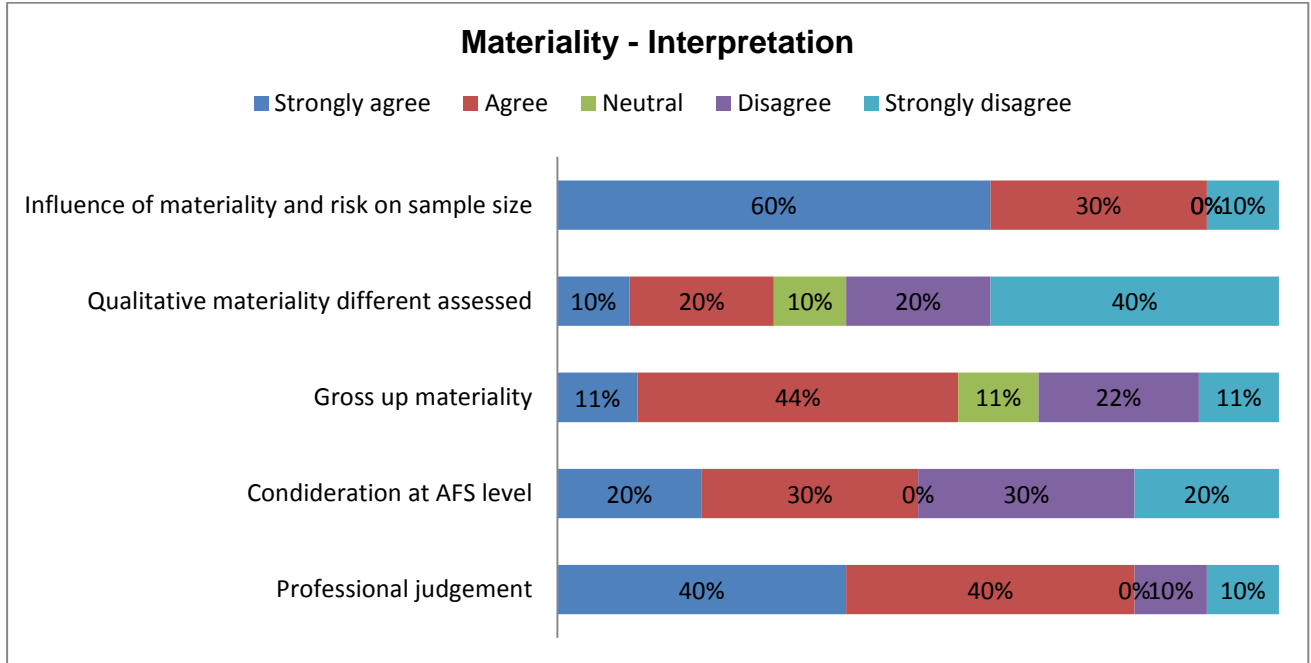 Materiality - Interpretation
Strongly agree Agree Neutral Disagree Strongly disagree
Influence of materiality and risk on sample size 60% 30% 0% 0% 10%
Qualitative materiality different assessed 10% 20% 10% 20% 40%
Gross up materiality 11% 44% 11% 22% 11%
Condideration at AFS level 20% 30% 0% 30% 20%
Professional judgement 40% 40% 0% 10% 10%